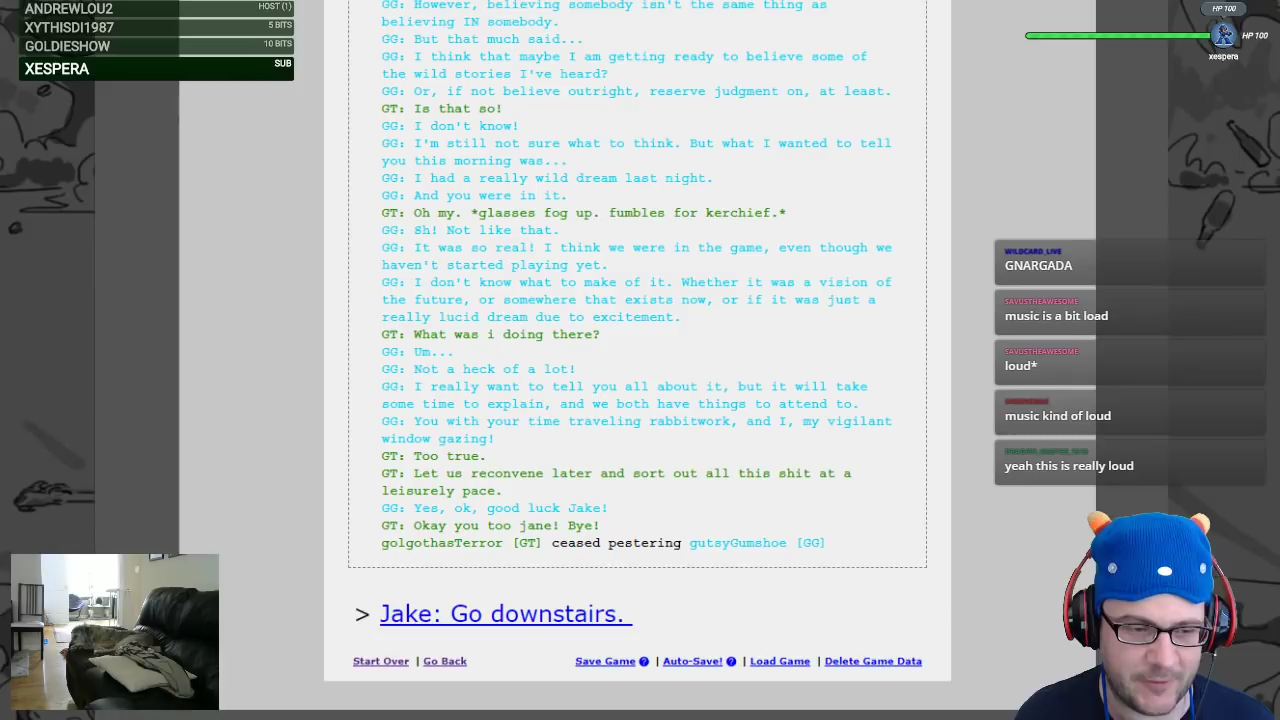 ANDREWLOU2 HOST (1)
XYTHISDI1987 5 BITS
GOLDIESHOW 10 BITS
XESPERA SUB
HP 100
HP 100
xespera
GG: However, believing somebody isn't the same thing as
believing IN somebody.
GG: But that much said...
GG: I think that maybe I am getting ready to believe some of
the wild stories I've heard?
GG: Or, if not believe outright, reserve judgment on, at least.
GT: Is that so!
GG: I don't know!
GG: I'm still not sure what to think. But what I wanted to tell
you this morning was...
GG: I had a really wild dream last night.
GG: And you were in it.
GT: Oh my. *glasses fog up. fumbles for kerchief.*
GG: Sh! Not like that.
GG: It was so real! I think we were in the game, even though we
haven't started playing yet.
GG: I don't know what to make of it. Whether it was a vision of
the future, or somewhere that exists now, or if it was just a
really lucid dream due to excitement.
GT: What was i doing there?
GG: Um...
GG: Not a heck of a lot!
GG: I really want to tell you all about it, but it will take
some time to explain, and we both have things to attend to.
GG: You with your time traveling rabbitwork, and I, my vigilant
window gazing!
GT: Too true.
GT: Let us reconvene later and sort out all this shit at a
leisurely pace.
GG: Yes, ok, good luck Jake!
GT: Okay you too jane! Bye!
golgothasTerror [GT] ceased pestering gutsyGumshoe [GG]
> Jake: Go downstairs.
Start Over | Go Back Save Game ? | Auto-Save! ? | Load Game | Delete Game Data
WILDCARD_LIVE
GNARGADA
SAVUSTHEAWESOME
music is a bit load
SAVUSTHEAWESOME
loud*
music kind of loud
yeah this is really loud